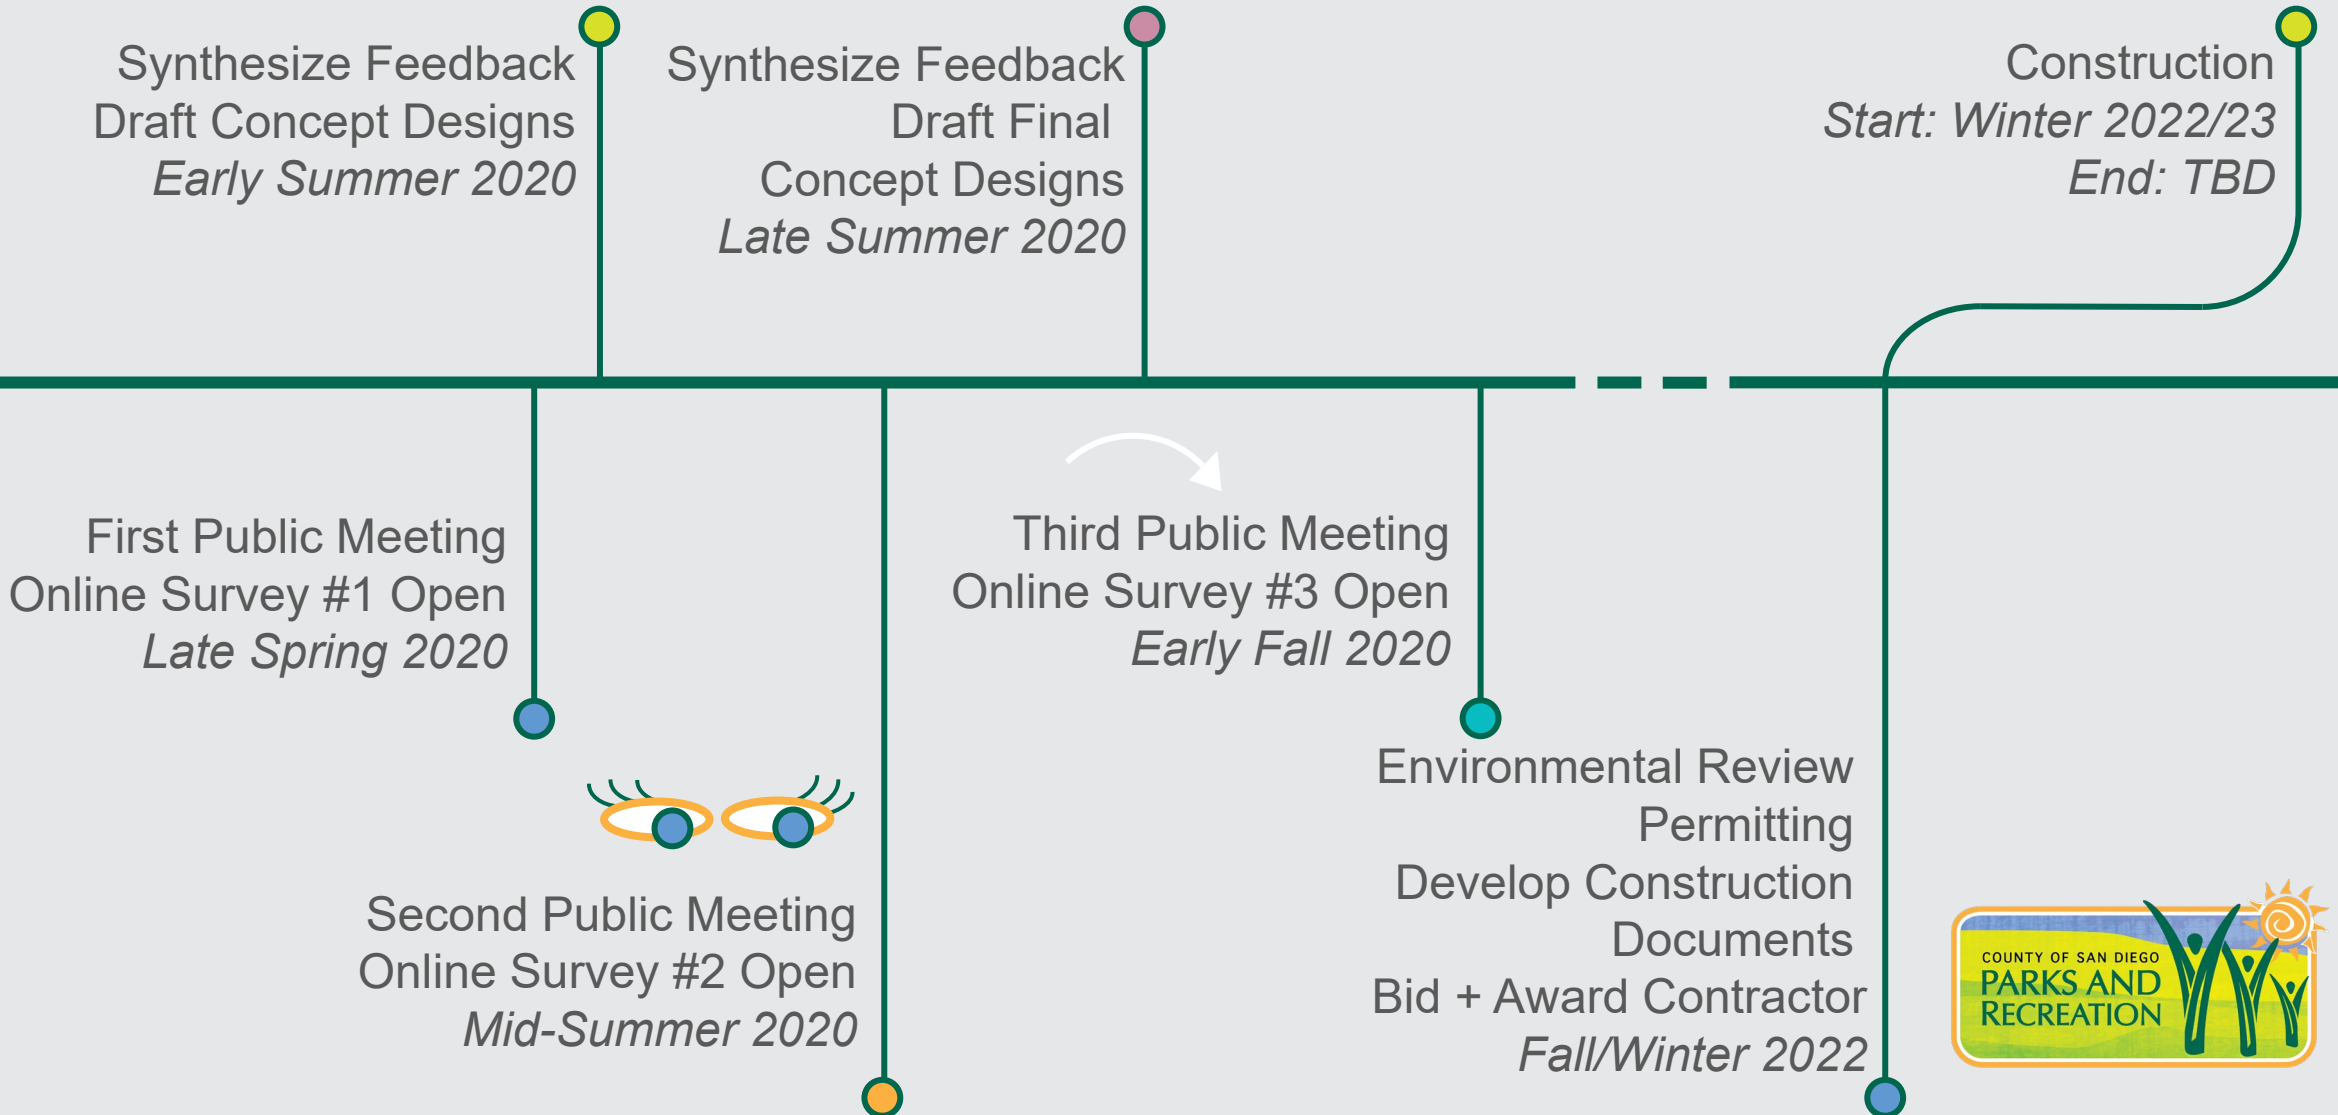 Synthesize Feedback
Draft Concept Designs
Early Summer 2020
Synthesize Feedback
Draft Final
Concept Designs
Late Summer 2020
Construction
Start: Winter 2022/23
End: TBD
First Public Meeting
Online Survey #1 Open
Late Spring 2020
Third Public Meeting
Online Survey #3 Open
Early Fall 2020
Second Public Meeting
Online Survey #2 Open
Mid-Summer 2020
Environmental Review
Permitting
Develop Construction
Documents
Bid + Award Contractor
Fall/Winter 2022
COUNTY OF SAN DIEGO
PARKS AND
RECREATION